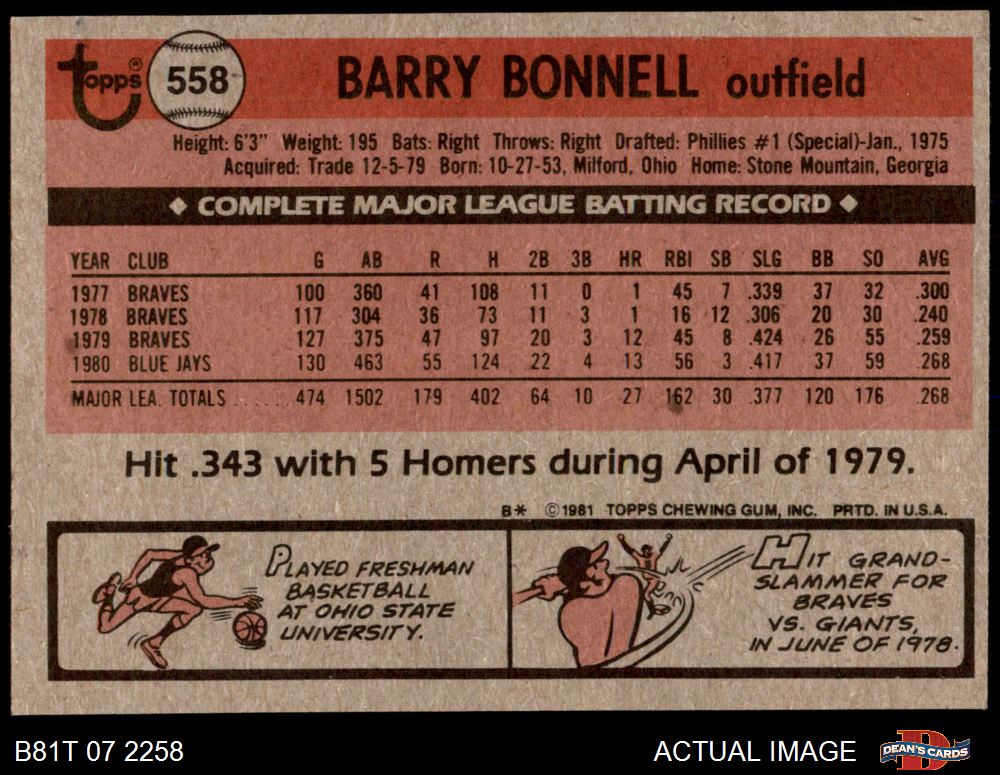 topps® 558 BARRY BONNELL outfield
Height: 6'3" Weight: 195 Bats: Right Throws: Right Drafted: Phillies #1 (Special)-Jan., 1975
Acquired: Trade 12-5-79 Born: 10-27-53, Milford, Ohio Home: Stone Mountain, Georgia
◆ COMPLETE MAJOR LEAGUE BATTING RECORD ◆
YEAR CLUB G AB R H 2B 3B HR RBI SB SLG BB SO AVG
1977 BRAVES 100 360 41 108 11 0 1 45 7 .339 37 32 .300
1978 BRAVES 117 304 36 73 11 3 1 16 12 .306 20 30 .240
1979 BRAVES 127 375 47 97 20 3 12 45 8 .424 26 55 .259
1980 BLUE JAYS 130 463 55 124 22 4 13 56 3 .417 37 59 .268
MAJOR LEA. TOTALS ...... 474 1502 179 402 64 10 27 162 30 .377 120 176 .268
Hit .343 with 5 Homers during April of 1979.
B* ©1981 TOPPS CHEWING GUM, INC. PRTD. IN U.S.A.
PLAYED FRESHMAN
BASKETBALL
AT OHIO STATE
UNIVERSITY.
HIT GRAND-
SLAMMER FOR
BRAVES
VS. GIANTS,
IN JUNE OF 1978.
B81T 07 2258 ACTUAL IMAGE DEAN'S CARDS